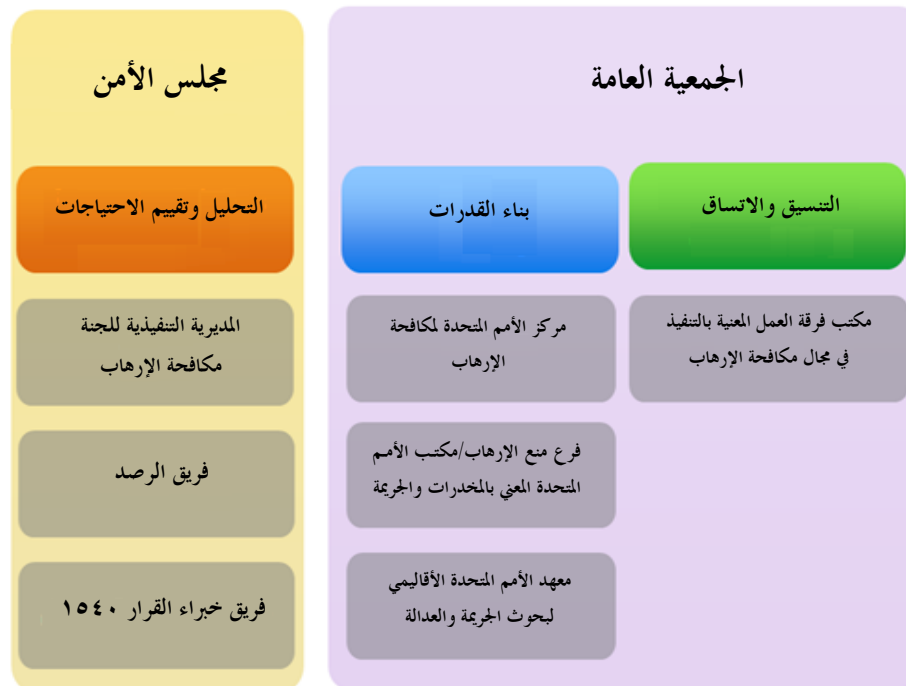 الجمعية العامة
التنسيق والاتساق
مكتب فرقة العمل المعنية بالتنفيذ
في مجال مكافحة الإرهاب
بناء القدرات
مركز الأمم المتحدة لمكافحة
الإرهاب
فرع منع الإرهاب/مكتب الأمم
المتحدة المعني بالمخدرات والجريمة
معهد الأمم المتحدة الأقاليمي
لبحوث الجريمة والعدالة
مجلس الأمن
التحليل وتقييم الاحتياجات
المديرية التنفيذية للجنة
مكافحة الإرهاب
فريق الرصد
فريق خبراء القرار ١٥٤٠